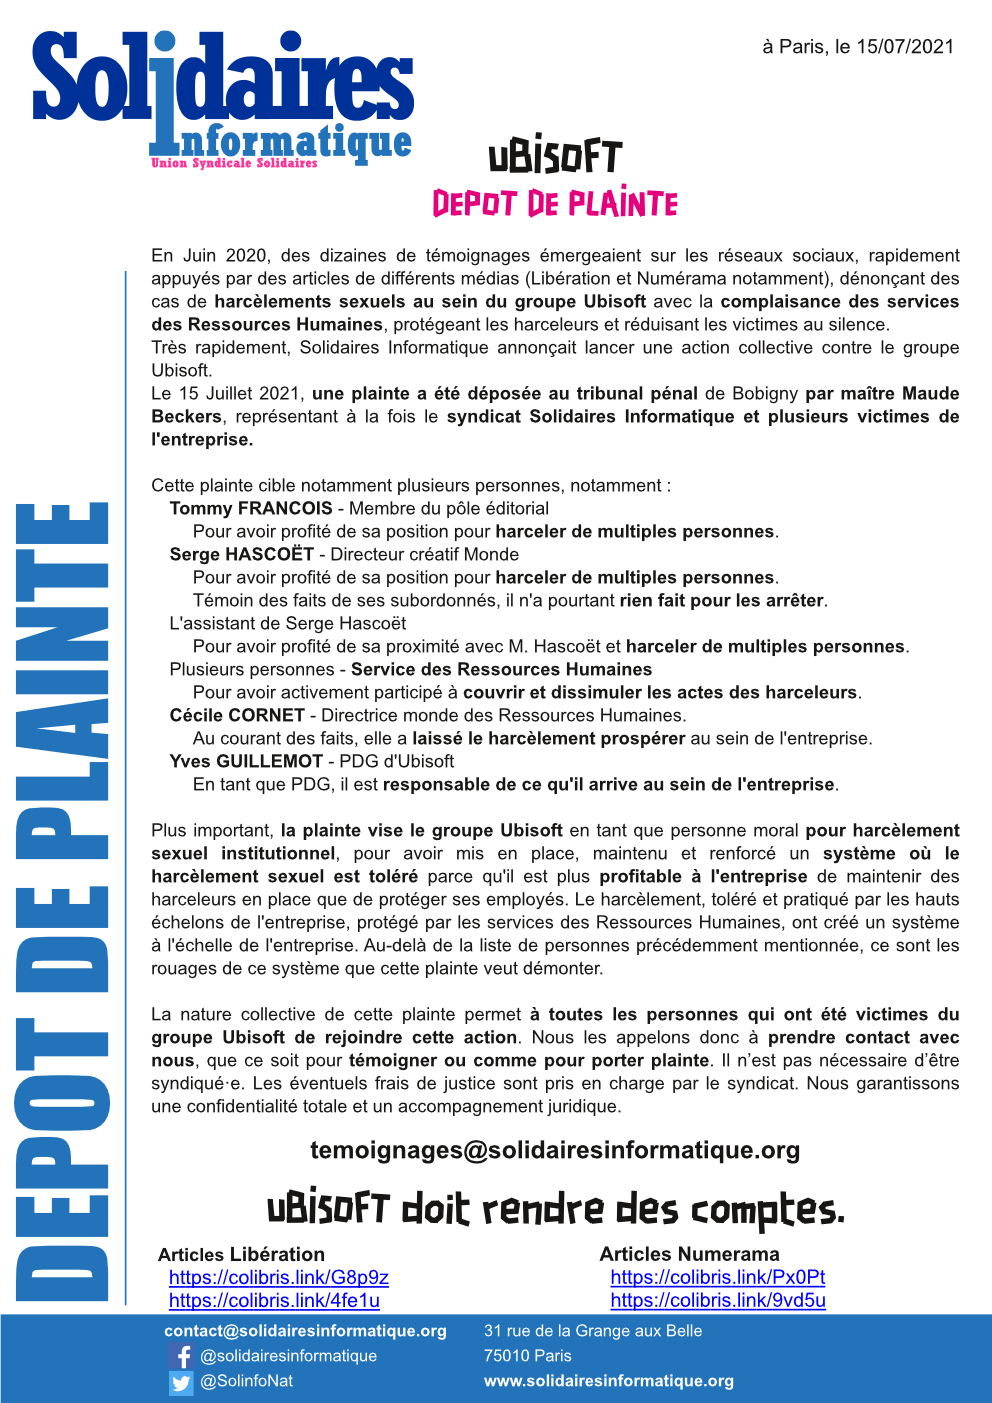 à Paris, le 15/07/2021
Solidaires
Informatique
Union Syndicale Solidaires
UBISOFT
DEPOT DE PLAINTE
En Juin 2020, des dizaines de témoignages émergeaient sur les réseaux sociaux, rapidement
appuyés par des articles de différents médias (Libération et Numérama notamment), dénonçant des
cas de harcèlements sexuels au sein du groupe Ubisoft avec la complaisance des services
des Ressources Humaines, protégeant les harceleurs et réduisant les victimes au silence.
Très rapidement, Solidaires Informatique annonçait lancer une action collective contre le groupe
Ubisoft.
Le 15 Juillet 2021, une plainte a été déposée au tribunal pénal de Bobigny par maître Maude
Beckers, représentant à la fois le syndicat Solidaires Informatique et plusieurs victimes de
l'entreprise.
Cette plainte cible notamment plusieurs personnes, notamment :
Tommy FRANCOIS - Membre du pôle éditorial
Pour avoir profité de sa position pour harceler de multiples personnes.
Serge HASCOËT - Directeur créatif Monde
Pour avoir profité de sa position pour harceler de multiples personnes.
Témoin des faits de ses subordonnés, il n'a pourtant rien fait pour les arrêter.
L'assistant de Serge Hascoët
Pour avoir profité de sa proximité avec M. Hascoët et harceler de multiples personnes.
Plusieurs personnes - Service des Ressources Humaines
Pour avoir activement participé à couvrir et dissimuler les actes des harceleurs.
Cécile CORNET - Directrice monde des Ressources Humaines.
Au courant des faits, elle a laissé le harcèlement prospérer au sein de l'entreprise.
Yves GUILLEMOT - PDG d'Ubisoft
En tant que PDG, il est responsable de ce qu'il arrive au sein de l'entreprise.
Plus important, la plainte vise le groupe Ubisoft en tant que personne moral pour harcèlement
sexuel institutionnel, pour avoir mis en place, maintenu et renforcé un système où le
harcèlement sexuel est toléré parce qu'il est plus profitable à l'entreprise de maintenir des
harceleurs en place que de protéger ses employés. Le harcèlement, toléré et pratiqué par les hauts
échelons de l'entreprise, protégé par les services des Ressources Humaines, ont créé un système
à l'échelle de l'entreprise. Au-delà de la liste de personnes précédemment mentionnée, ce sont les
rouages de ce système que cette plainte veut démonter.
La nature collective de cette plainte permet à toutes les personnes qui ont été victimes du
groupe Ubisoft de rejoindre cette action. Nous les appelons donc à prendre contact avec
nous, que ce soit pour témoigner ou comme pour porter plainte. Il n’est pas nécessaire d’être
syndiqué·e. Les éventuels frais de justice sont pris en charge par le syndicat. Nous garantissons
une confidentialité totale et un accompagnement juridique.
temoignages@solidairesinformatique.org
UBISOFT doit rendre des comptes.
Articles Libération
https://colibris.link/G8p9z
https://colibris.link/4fe1u
Articles Numerama
https://colibris.link/Px0Pt
https://colibris.link/9vd5u
DEPOT DE PLAINTE
contact@solidairesinformatique.org
@solidairesinformatique
@SolinfoNat
31 rue de la Grange aux Belle
75010 Paris
www.solidairesinformatique.org